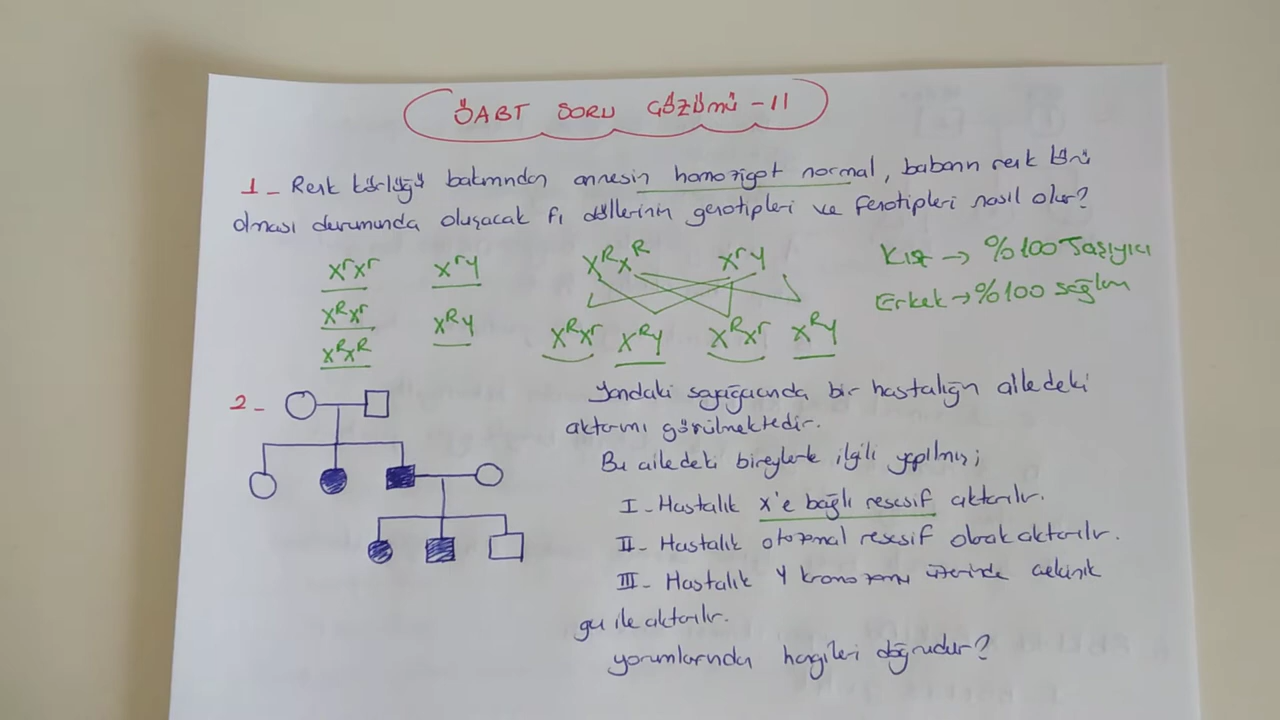 ÖABT SORU ÇÖZÜMÜ - 11
1 - Renk körlüğü bakımından annesin homozigot normal, babanın renk körü
olması durumunda oluşacak F1 döllerinin genotipleri ve fenotipleri nasıl olur?
XrXr XrY XRXR XrY Kız → %100 Taşıyıcı
XRXr XRY Erkek → %100 sağlam
XRXR XRXr XRY XRXr XRY
2 - Yandaki soyağacında bir hastalığın ailedeki
aktarımı görülmektedir.
Bu ailedeki bireylerle ilgili yapılmış;
I - Hastalık X'e bağlı resesif aktarılır.
II - Hastalık otozomal resesif olarak aktarılır.
III - Hastalık Y kromozomu üzerinde çekinik
gen ile aktarılır.
yorumlarında hangileri doğrudur?